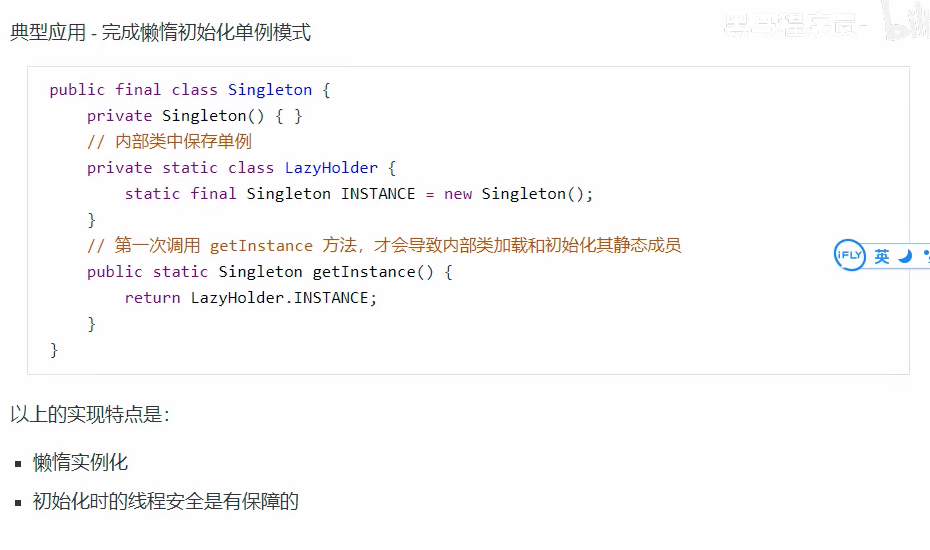 黑马程序员-
典型应用 - 完成懒惰初始化单例模式
public final class Singleton {
    private Singleton() { }
    // 内部类中保存单例
    private static class LazyHolder {
        static final Singleton INSTANCE = new Singleton();
    }
    // 第一次调用 getInstance 方法，才会导致内部类加载和初始化其静态成员
    public static Singleton getInstance() {
        return LazyHolder.INSTANCE;
    }
}
iFLY 英
以上的实现特点是：
▪ 懒惰实例化
▪ 初始化时的线程安全是有保障的